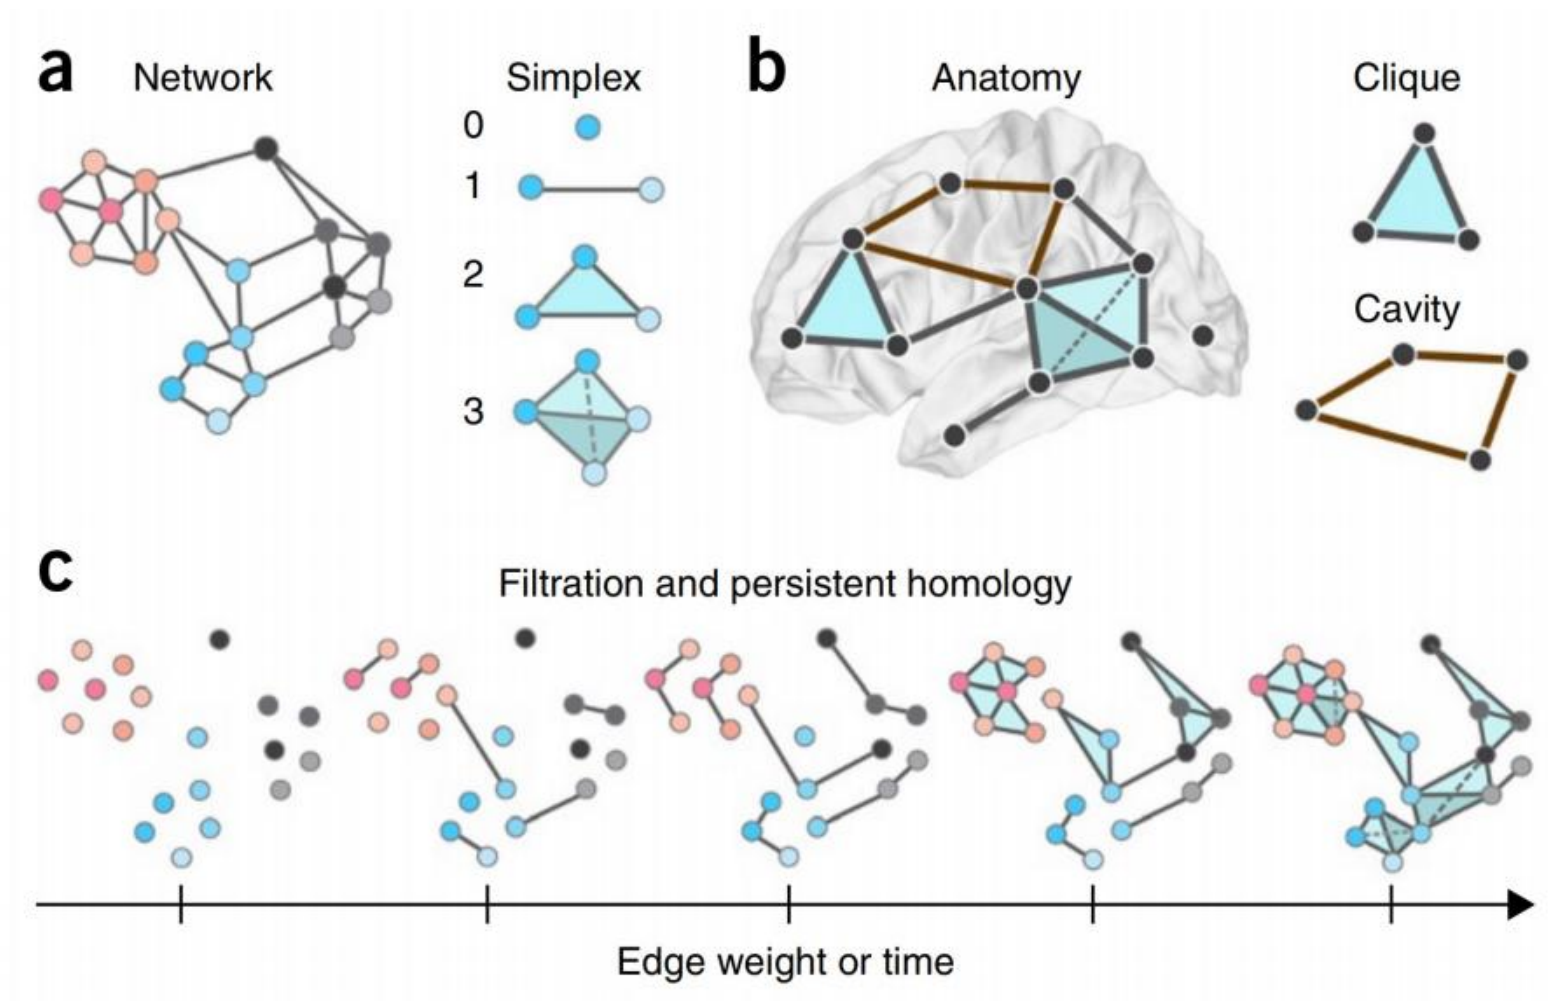 a
Network
Simplex
0
1
2
3
b
Anatomy
Clique
Cavity
c
Filtration and persistent homology
Edge weight or time